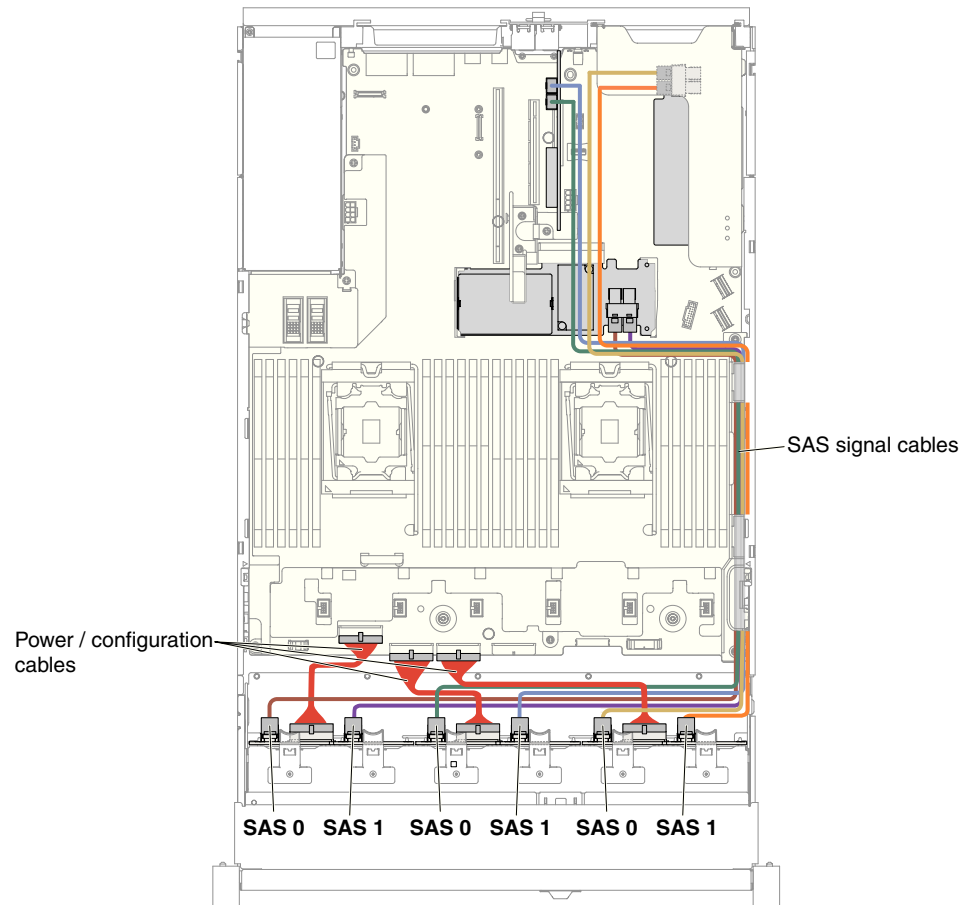 SAS signal cables
Power / configuration
cables
SAS 0
SAS 1
SAS 0
SAS 1
SAS 0
SAS 1